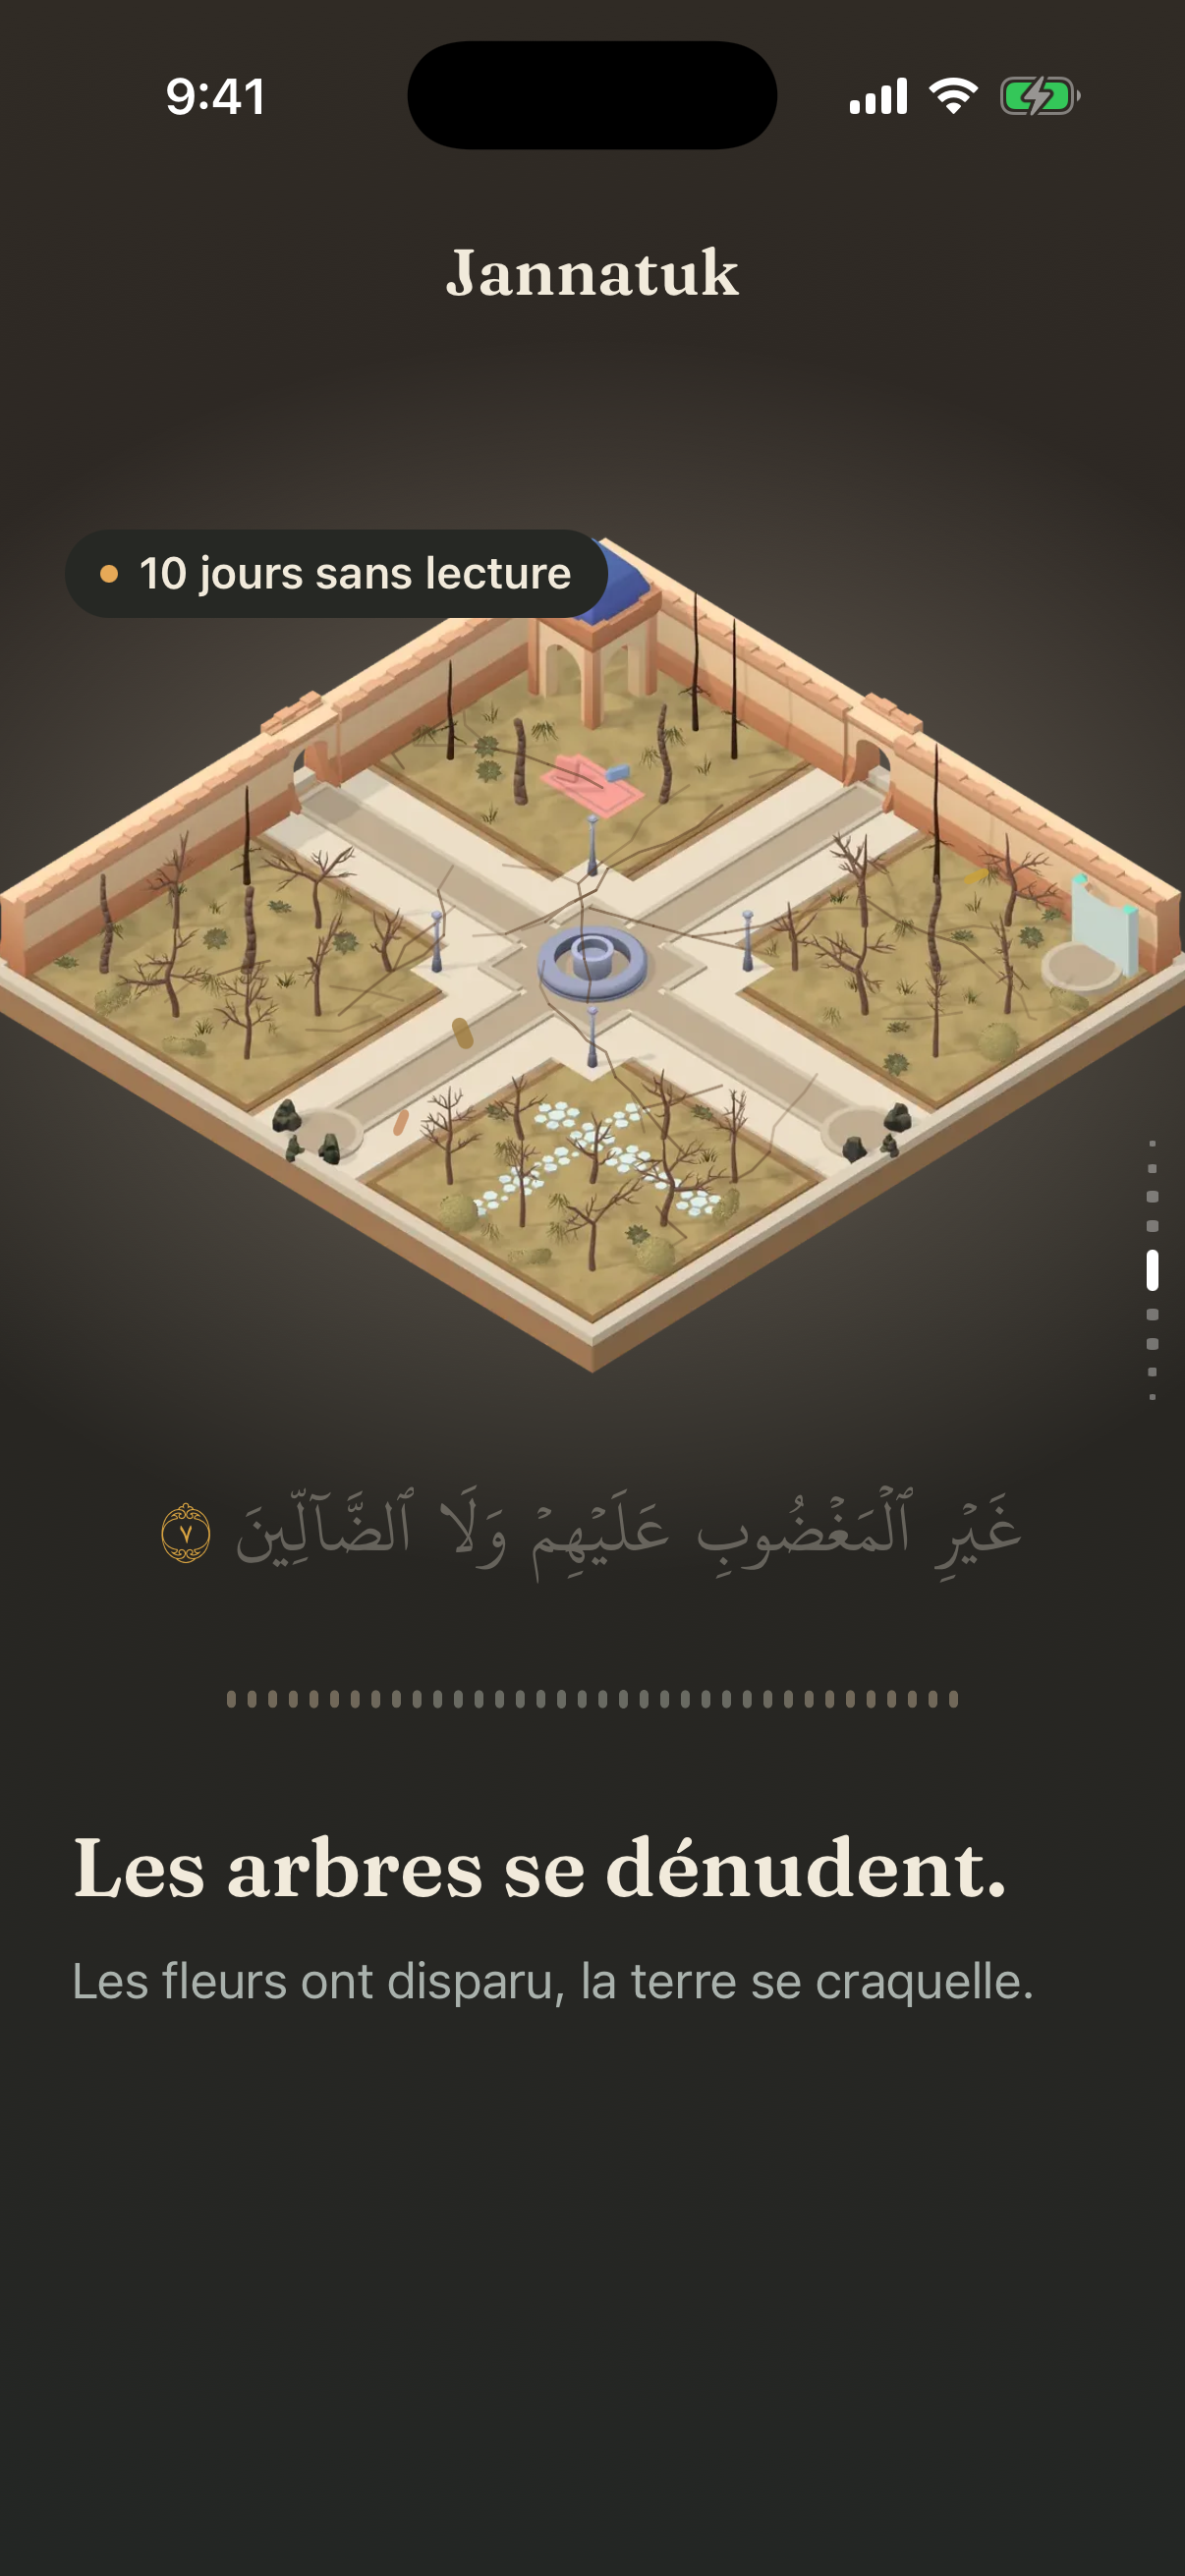 9:41
Jannatuk
10 jours sans lecture
غَيْرِ ٱلْمَغْضُوبِ عَلَيْهِمْ وَلَا ٱلضَّآلِّينَ ٧
Les arbres se dénudent.
Les fleurs ont disparu, la terre se craquelle.